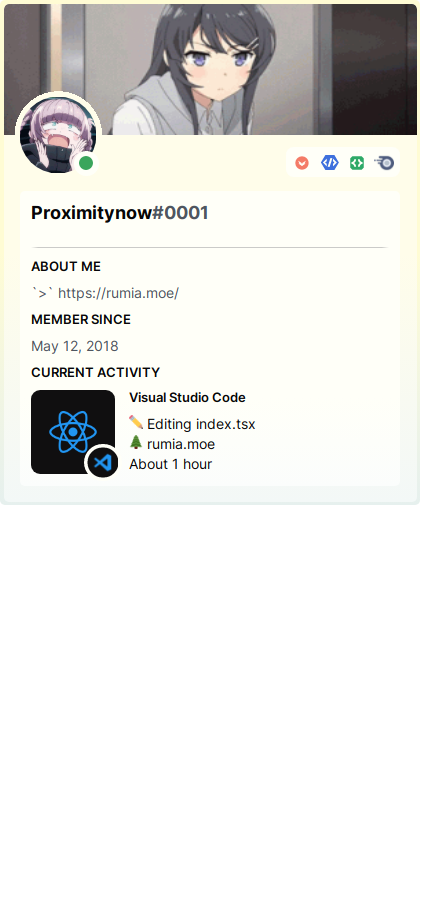 Proximitynow#0001
ABOUT ME
`>` https://rumia.moe/
MEMBER SINCE
May 12, 2018
CURRENT ACTIVITY
Visual Studio Code
✏️ Editing index.tsx
🌲 rumia.moe
About 1 hour